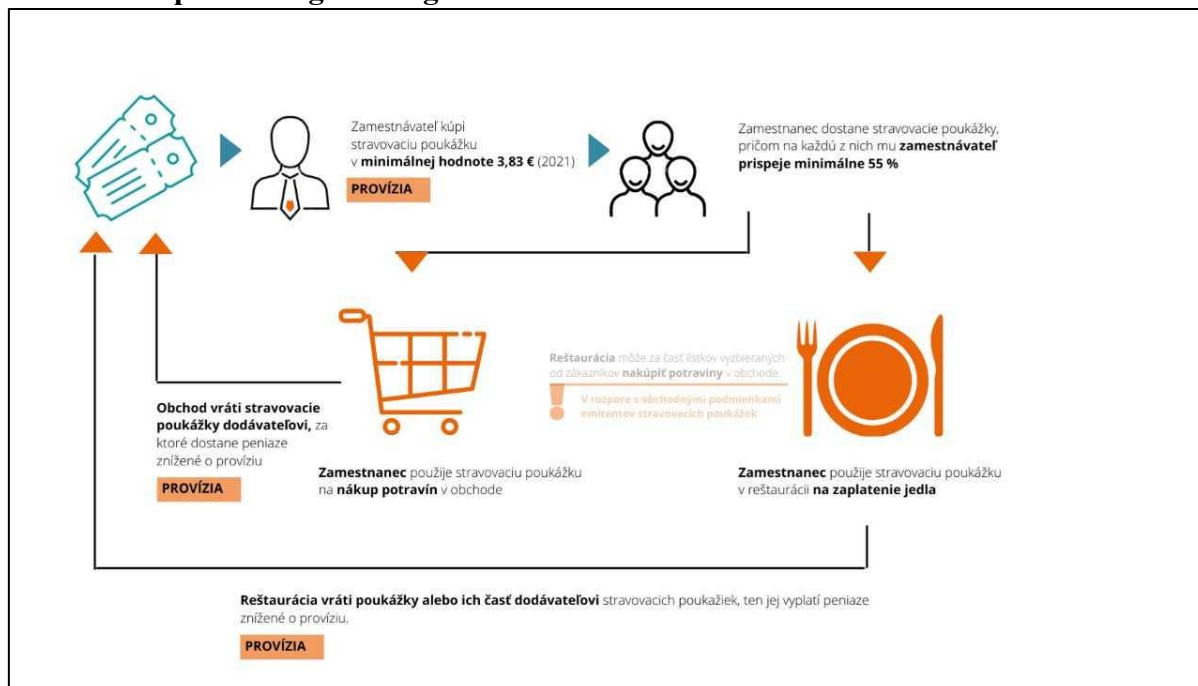 Zamestnávateľ kúpi
stravovaciu poukážku
v minimálnej hodnote 3,83 € (2021)
PROVÍZIA
Zamestnanec dostane stravovacie poukážky,
pričom na každú z nich mu zamestnávateľ
prispeje minimálne 55 %
Reštaurácia môže za časť lístkov vyzbieraných
od zákazníkov nakúpiť potraviny v obchode.
V rozpore s obchodnými podmienkami
emitentov stravovacích poukážok
Obchod vráti stravovacie
poukážky dodávateľovi, za
ktoré dostane peniaze
znížené o províziu
PROVÍZIA
Zamestnanec použije stravovaciu poukážku
na nákup potravín v obchode
Zamestnanec použije stravovaciu poukážku
v reštaurácii na zaplatenie jedla
Reštaurácia vráti poukážky alebo ich časť dodávateľovi stravovacích poukažiek, ten jej vyplatí peniaze
znížené o províziu.
PROVÍZIA